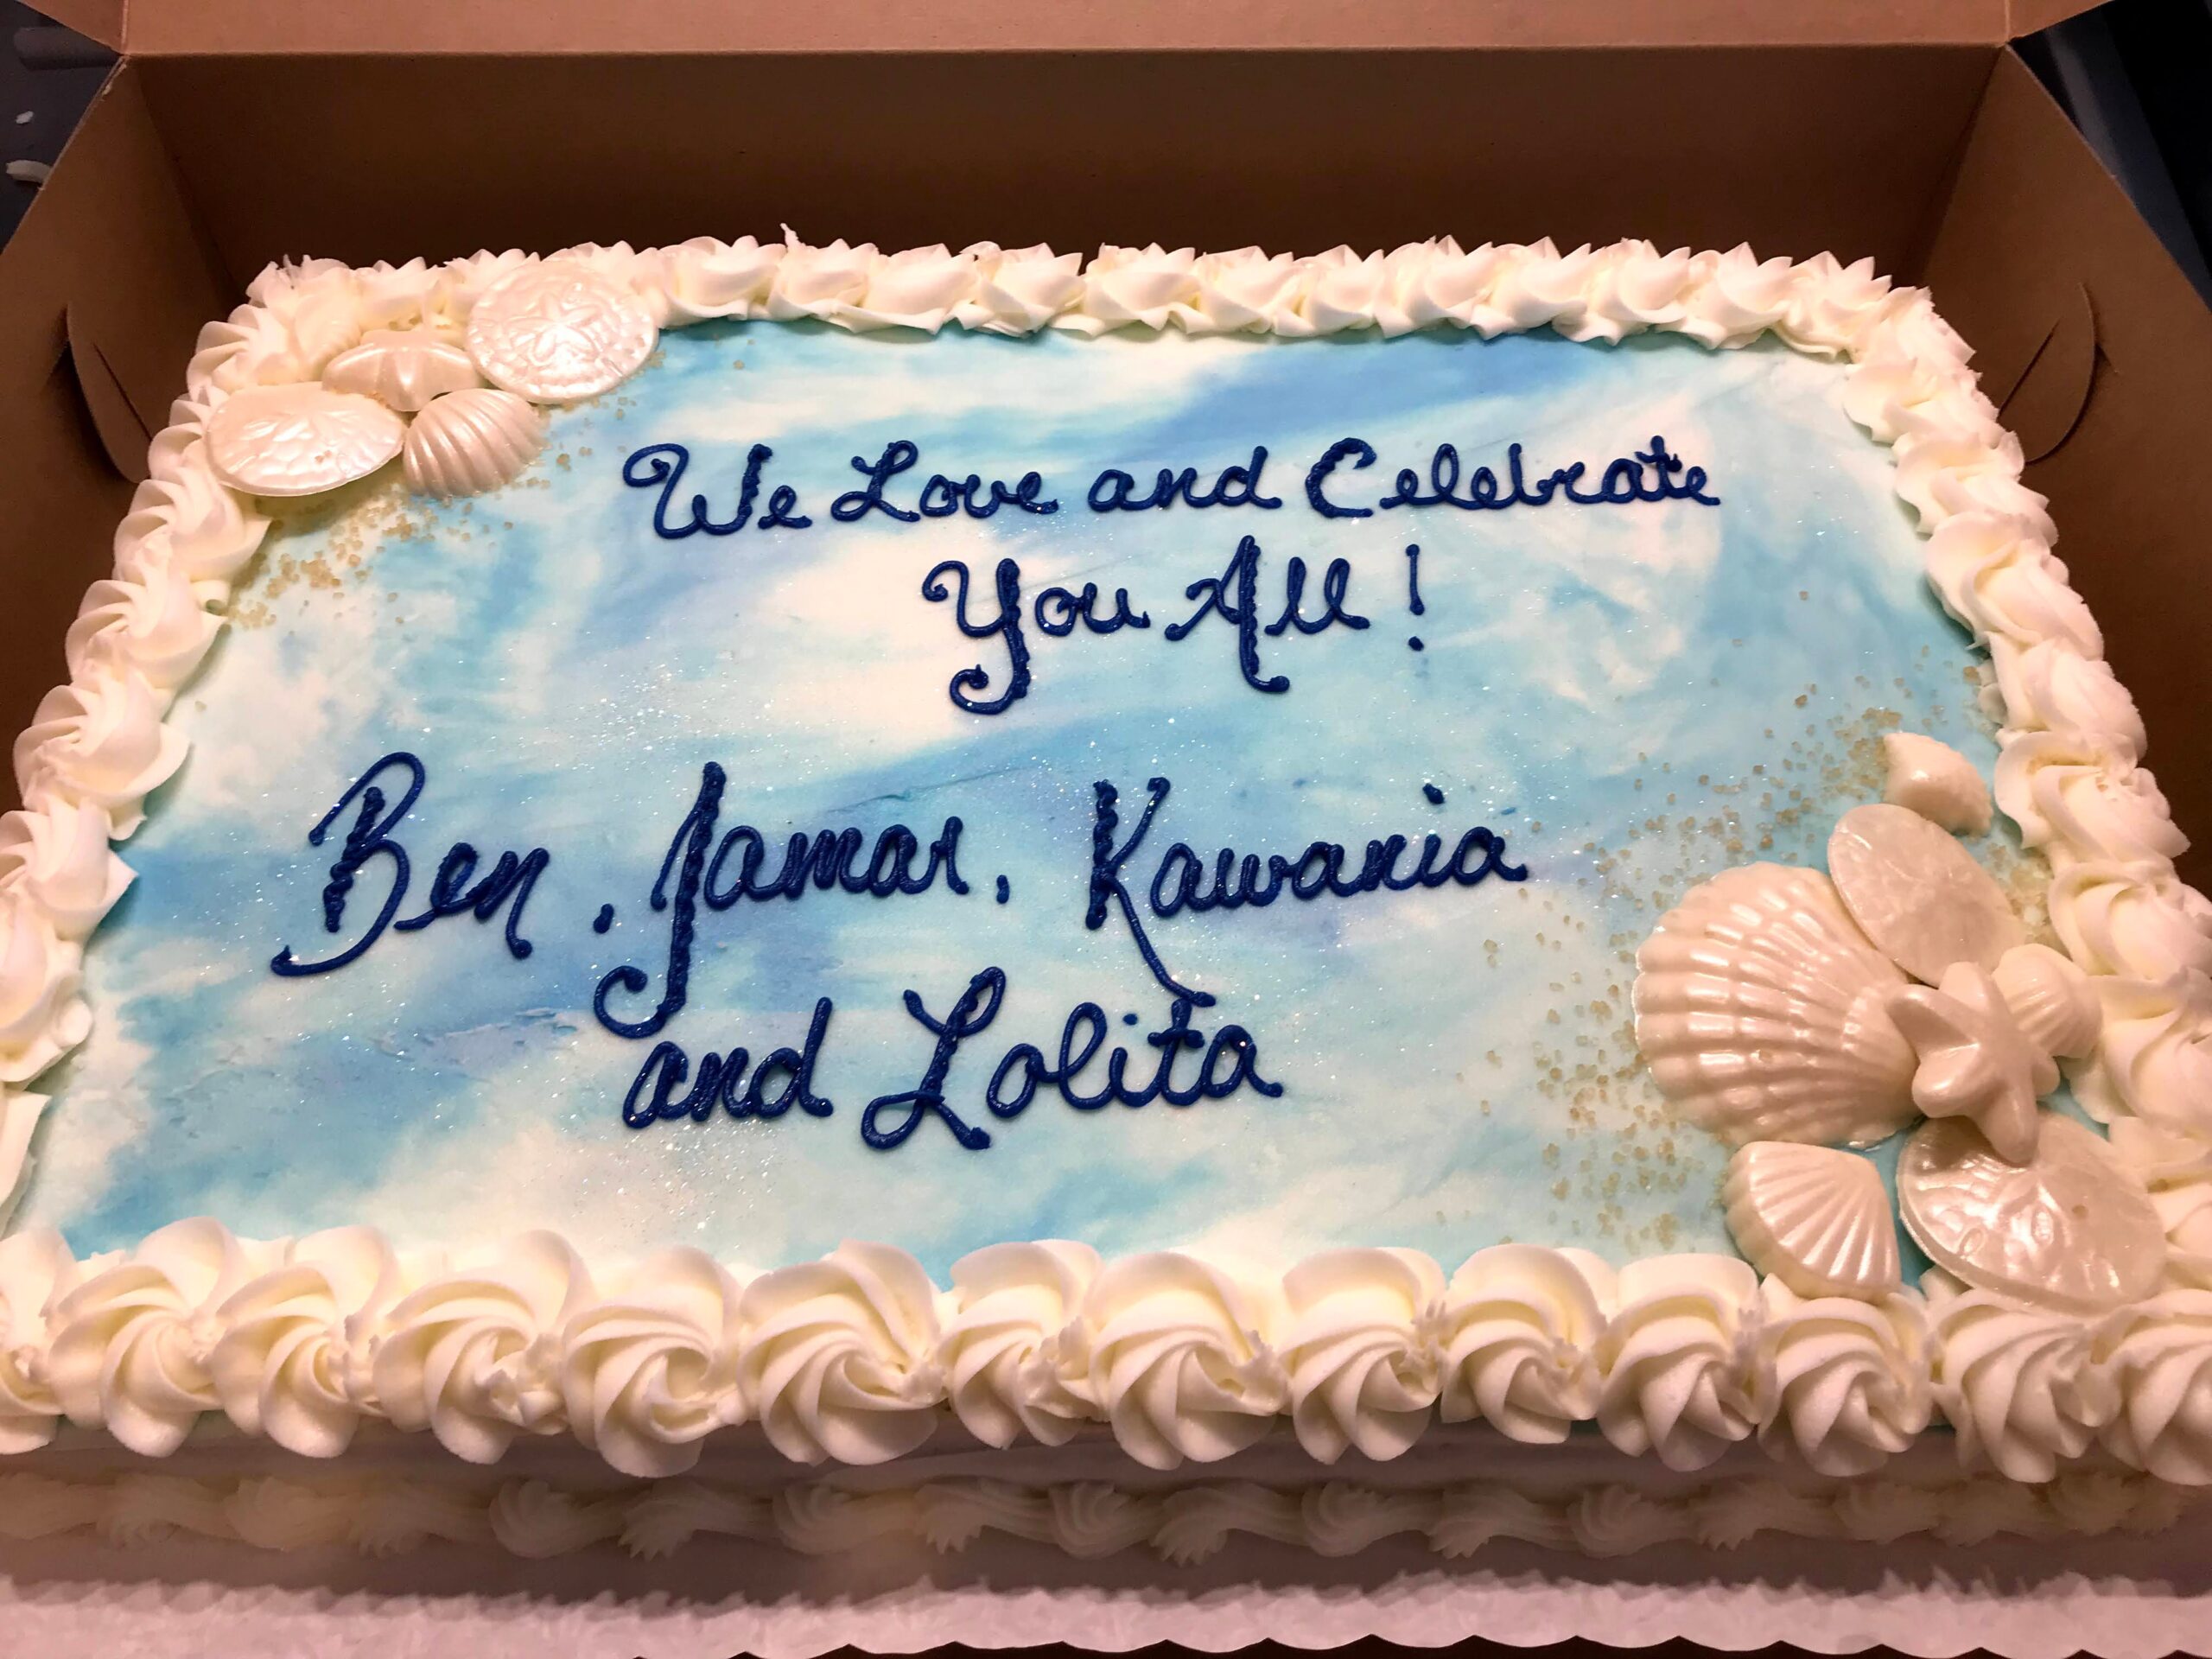 We Love and Celebrate
You All!
Ben, Jamar, Kawania
and Lolita